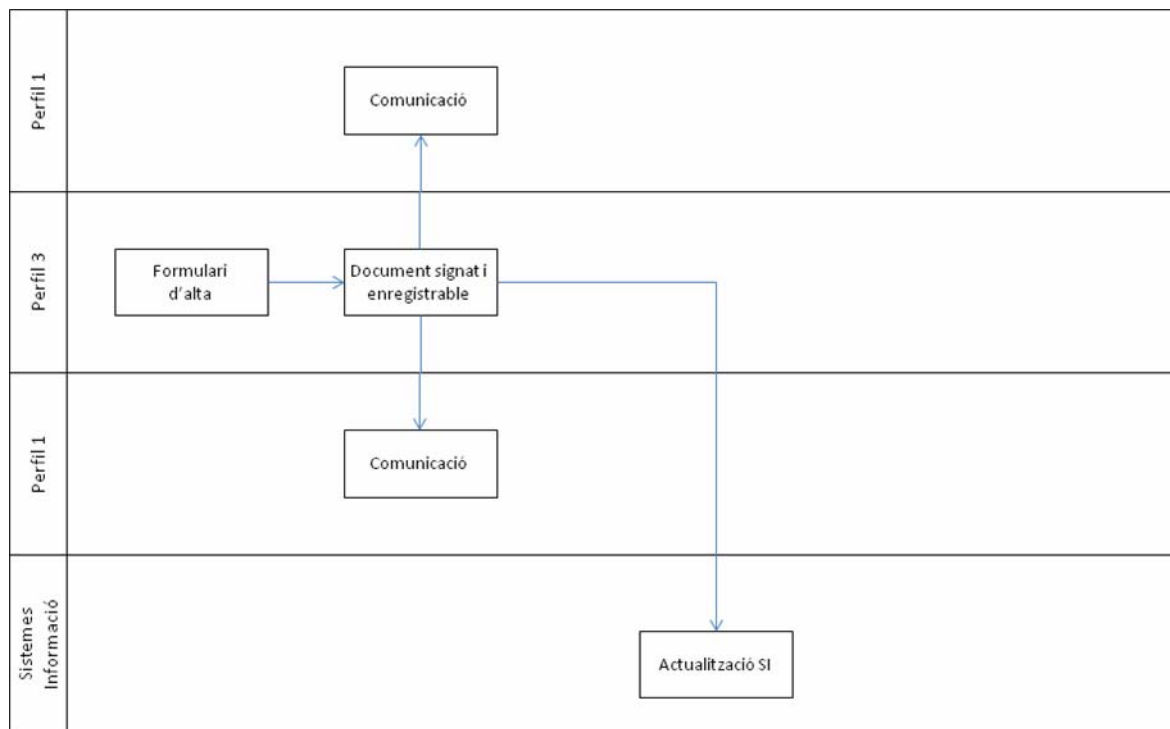 Perfil 1
Comunicació
Perfil 3
Formulari
d'alta
Document signat i
enregistrable
Perfil 1
Comunicació
Sistemes
Informació
Actualització SI